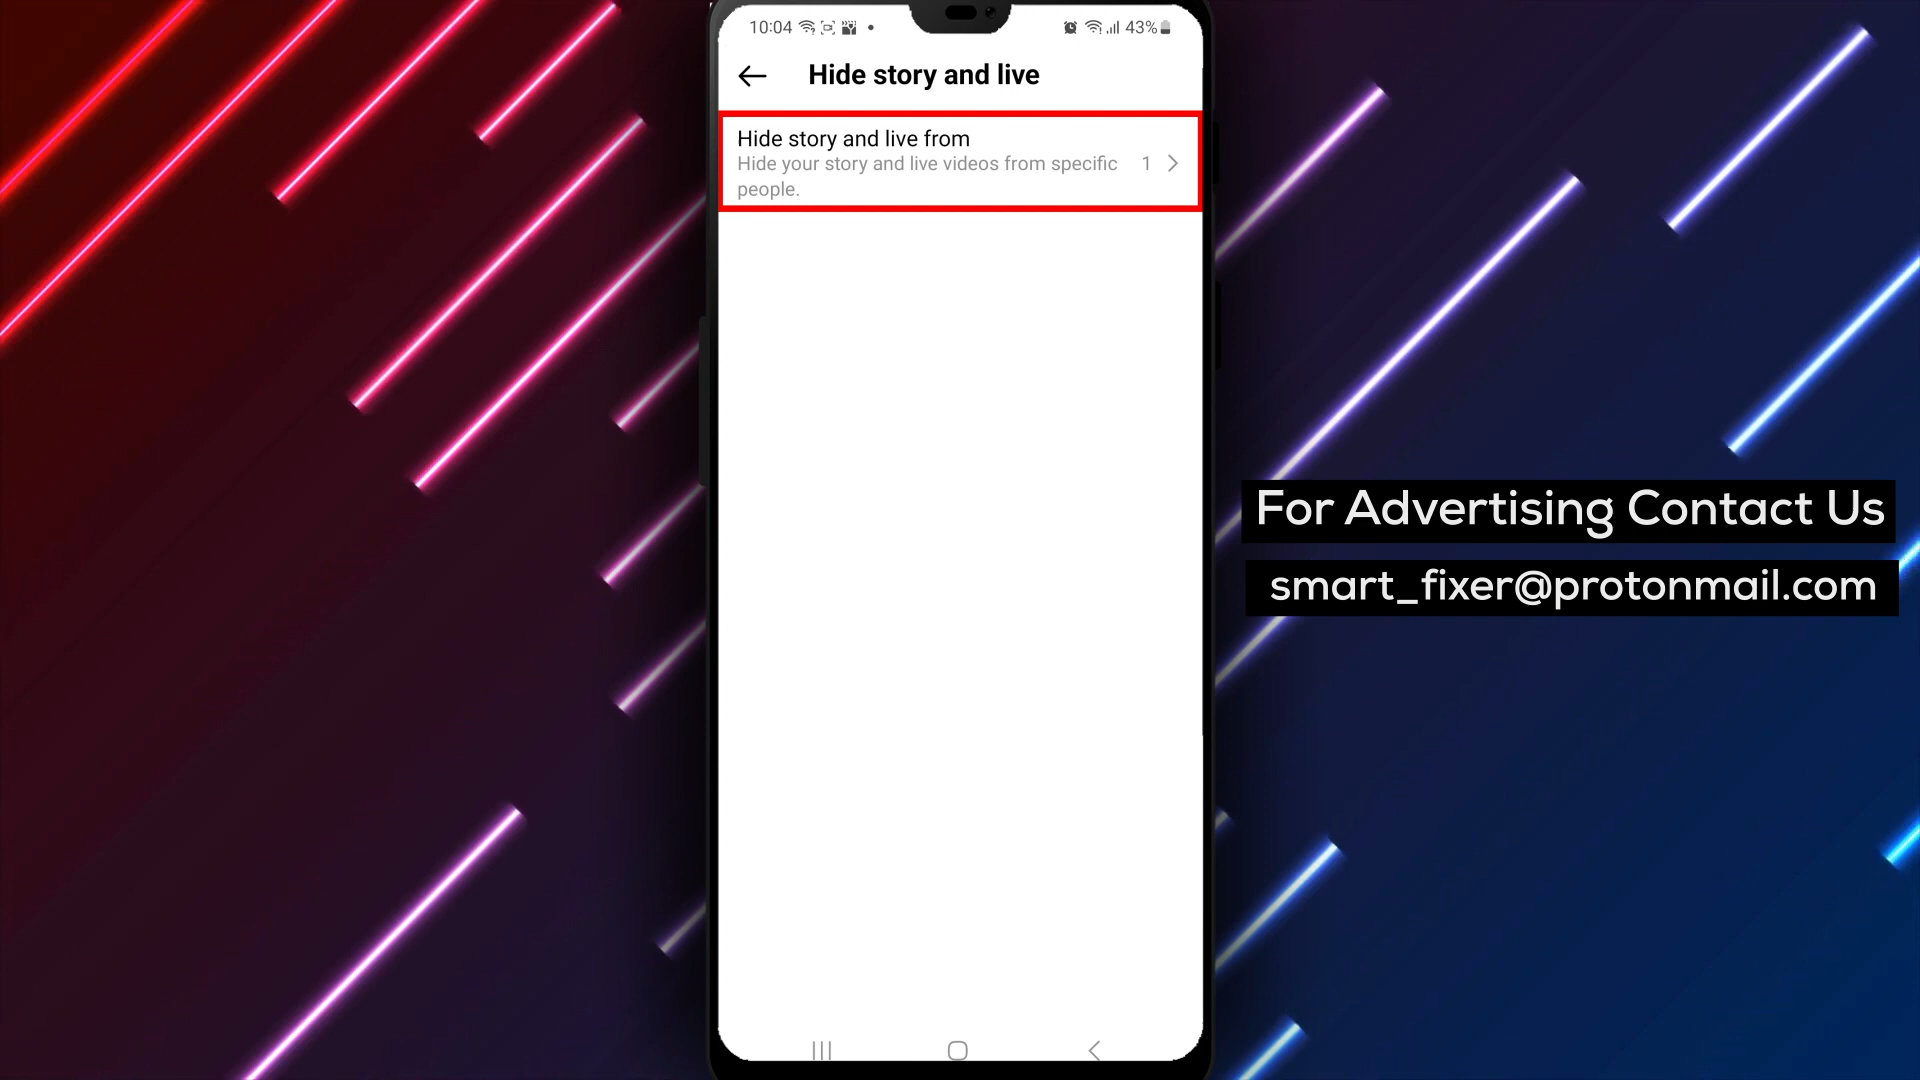 10:04
43%
Hide story and live
Hide story and live from
Hide your story and live videos from specific
people.
1
For Advertising Contact Us
smart_fixer@protonmail.com